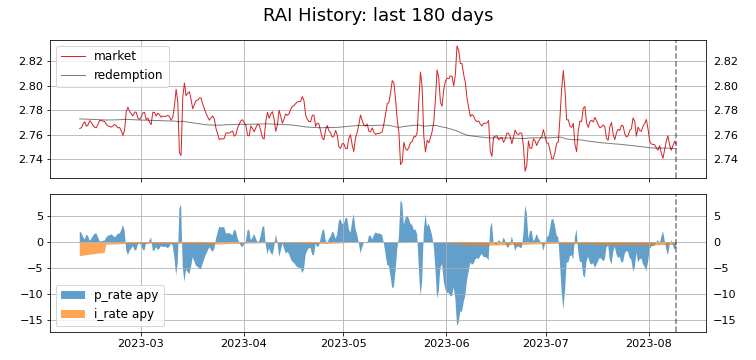 RAI History: last 180 days
market
redemption
2.82 2.82
2.80 2.80
2.78 2.78
2.76 2.76
2.74 2.74
5 5
0 0
−5 −5
−10 −10
−15 −15
p_rate apy
i_rate apy
2023-03 2023-04 2023-05 2023-06 2023-07 2023-08